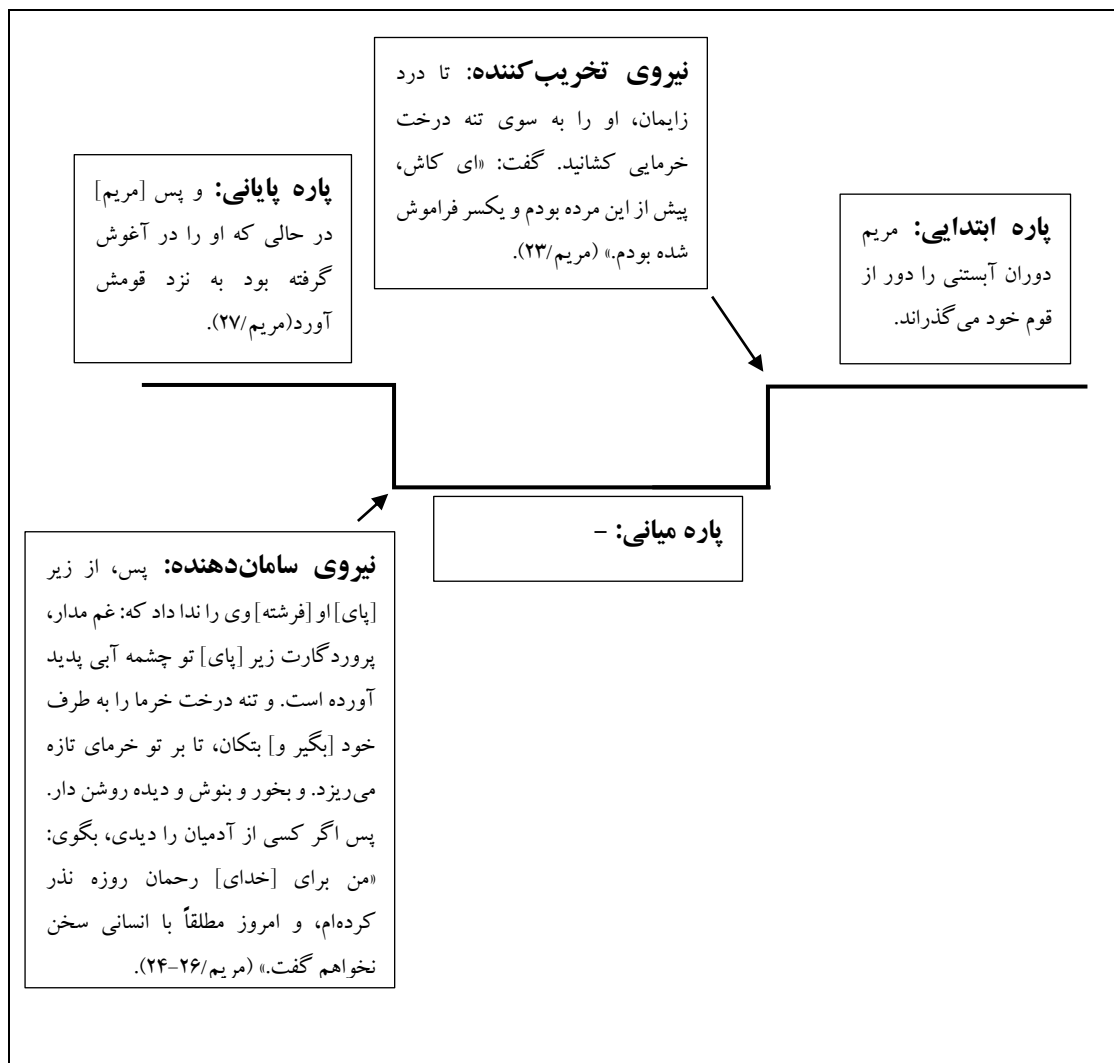 پاره ابتدایی: مریم
دوران آبستنی را دور از
قوم خود می‌گذراند.
نیروی تخریب‌کننده: تا درد
زایمان، او را به سوی تنه درخت
خرمایی کشانید. گفت: «ای کاش،
پیش از این مرده بودم و یکسر فراموش
شده بودم.» (مریم/۲۳).
پاره میانی: –
نیروی سامان‌دهنده: پس، از زیر
[پای] او [فرشته] وی را ندا داد که: غم مدار،
پروردگارت زیر [پای] تو چشمه آبی پدید
آورده است. و تنه درخت خرما را به طرف
خود [بگیر و] بتکان، تا بر تو خرمای تازه
می‌ریزد. و بخور و بنوش و دیده روشن دار.
پس اگر کسی از آدمیان را دیدی، بگوی:
«من برای [خدای] رحمان روزه نذر
کرده‌ام، و امروز مطلقاً با انسانی سخن
نخواهم گفت.» (مریم/۲۶-۲۴).
پاره پایانی: و پس [مریم]
در حالی که او را در آغوش
گرفته بود به نزد قومش
آورد(مریم/۲۷).